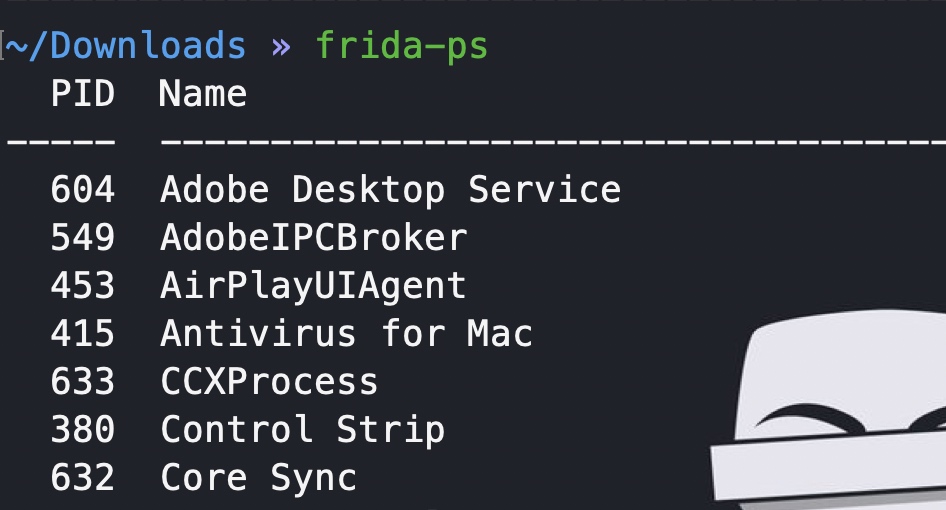 ~/Downloads » frida-ps
  PID  Name
-----  -----------------------------------
  604  Adobe Desktop Service
  549  AdobeIPCBroker
  453  AirPlayUIAgent
  415  Antivirus for Mac
  633  CCXProcess
  380  Control Strip
  632  Core Sync